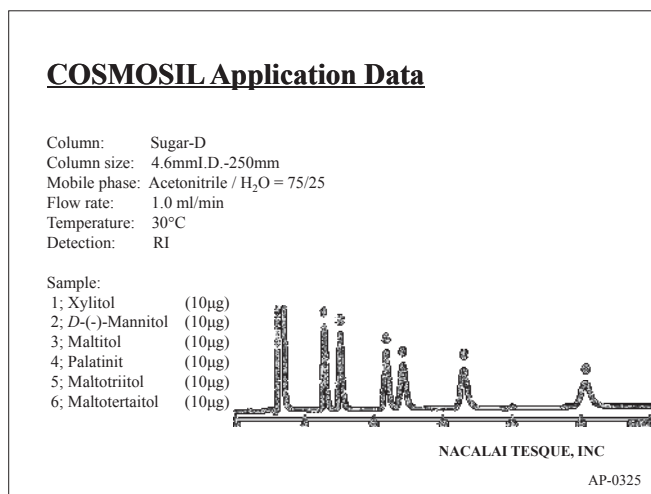 COSMOSIL Application Data
Column: Sugar-D
Column size: 4.6mmI.D.-250mm
Mobile phase: Acetonitrile / H₂O = 75/25
Flow rate: 1.0 ml/min
Temperature: 30°C
Detection: RI
Sample:
1; Xylitol (10μg)
2; D-(-)-Mannitol (10μg)
3; Maltitol (10μg)
4; Palatinit (10μg)
5; Maltotriitol (10μg)
6; Maltotertaitol (10μg)
NACALAI TESQUE, INC
AP-0325